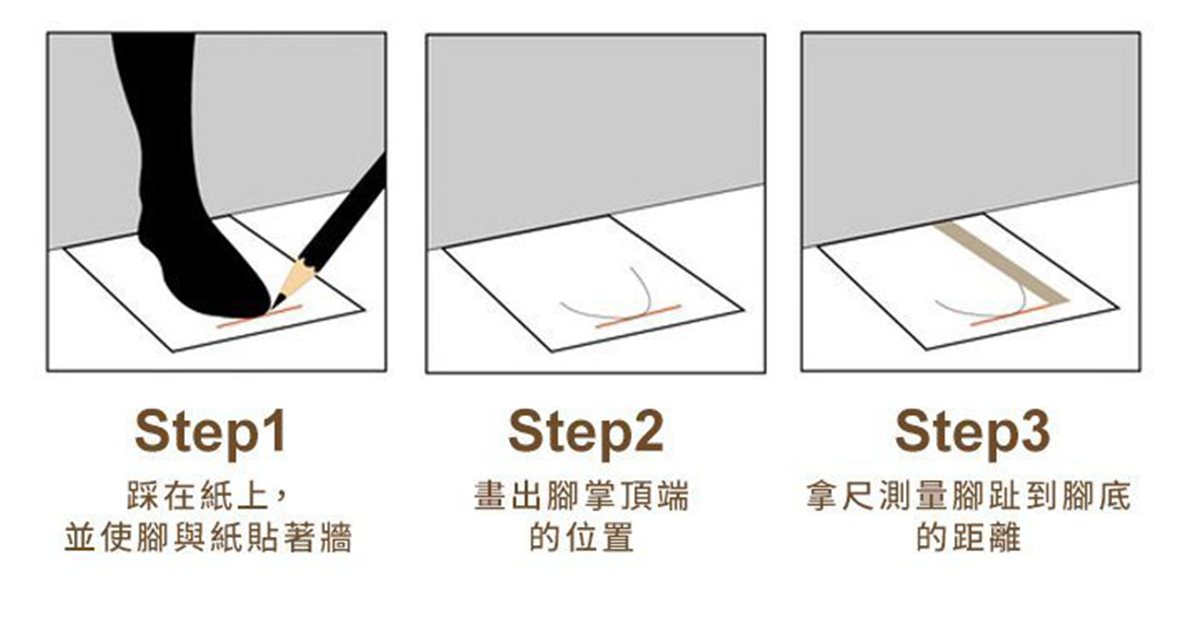 Step1
踩在紙上，
並使腳與紙貼著牆
Step2
畫出腳掌頂端
的位置
Step3
拿尺測量腳趾到腳底
的距離